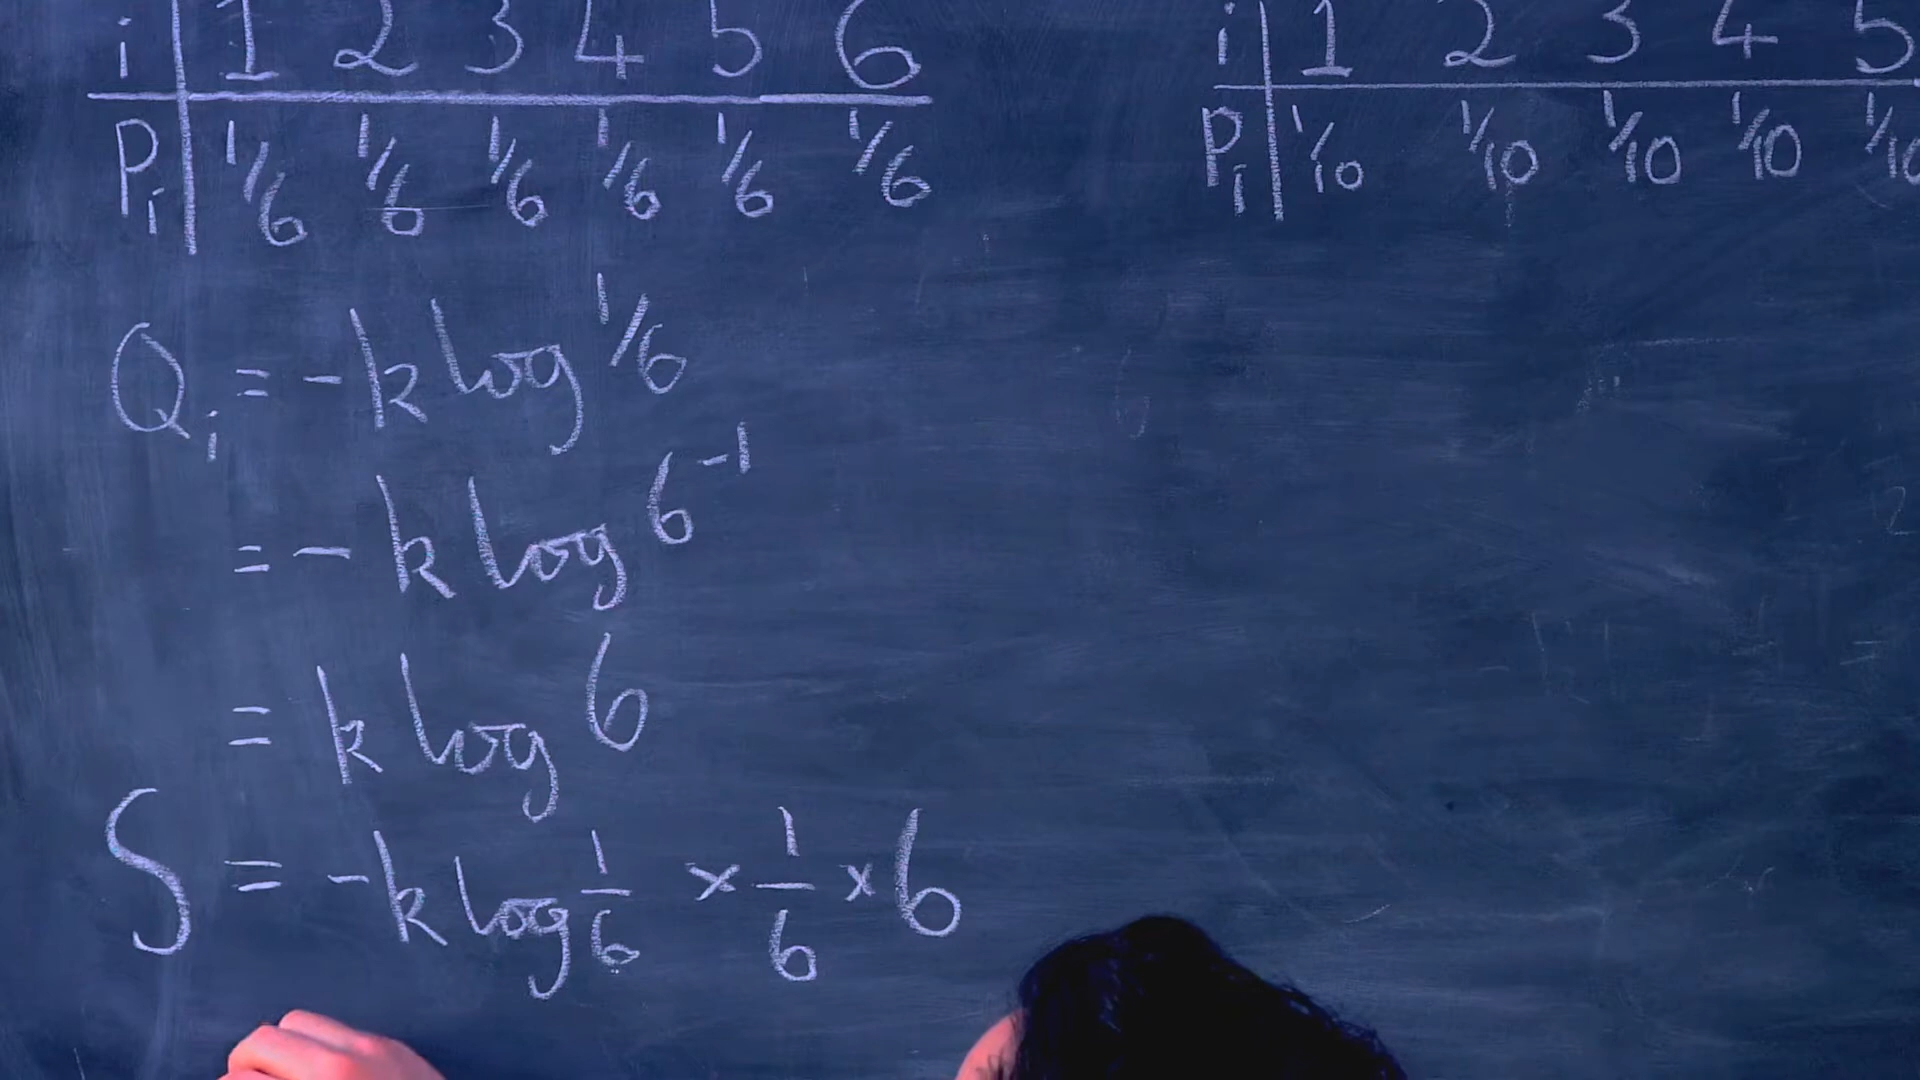 i | 1 2 3 4 5 6
Pi | 1/6 1/6 1/6 1/6 1/6 1/6
Qi = -k log 1/6
= - k log 6⁻¹
= k log 6
S = -k log 1/6 × 1/6 × 6
i | 1 2 3 4 5
Pi | 1/10 1/10 1/10 1/10 1/10